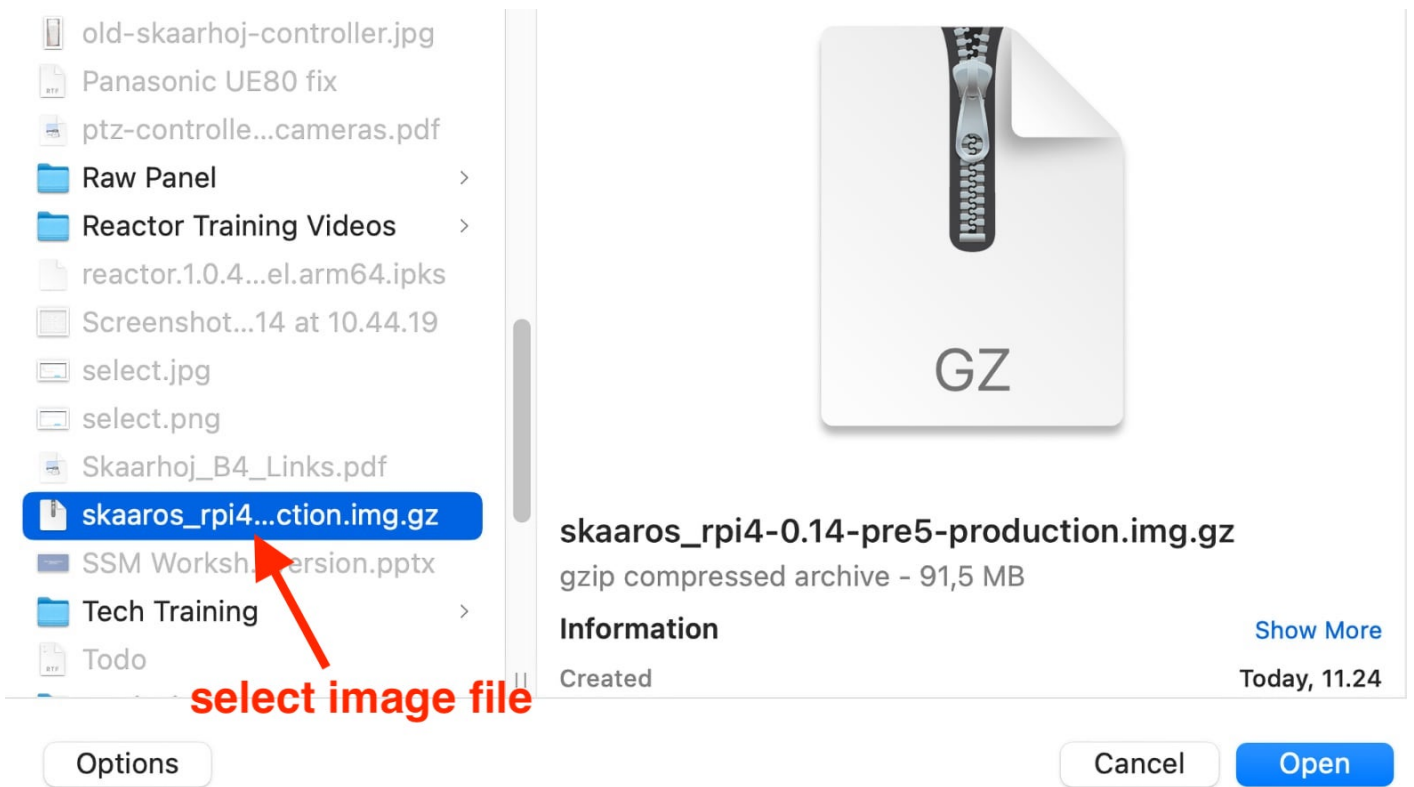 old-skaarhoj-controller.jpg
Panasonic UE80 fix
ptz-controlle...cameras.pdf
Raw Panel
Reactor Training Videos
reactor.1.0.4...el.arm64.ipks
Screenshot...14 at 10.44.19
select.jpg
select.png
Skaarhoj_B4_Links.pdf
skaaros_rpi4...ction.img.gz
SSM Worksh... ersion.pptx
Tech Training
Todo
select image file
GZ
skaaros_rpi4-0.14-pre5-production.img.gz
gzip compressed archive - 91,5 MB
Information
Show More
Created
Today, 11.24
Options
Cancel
Open